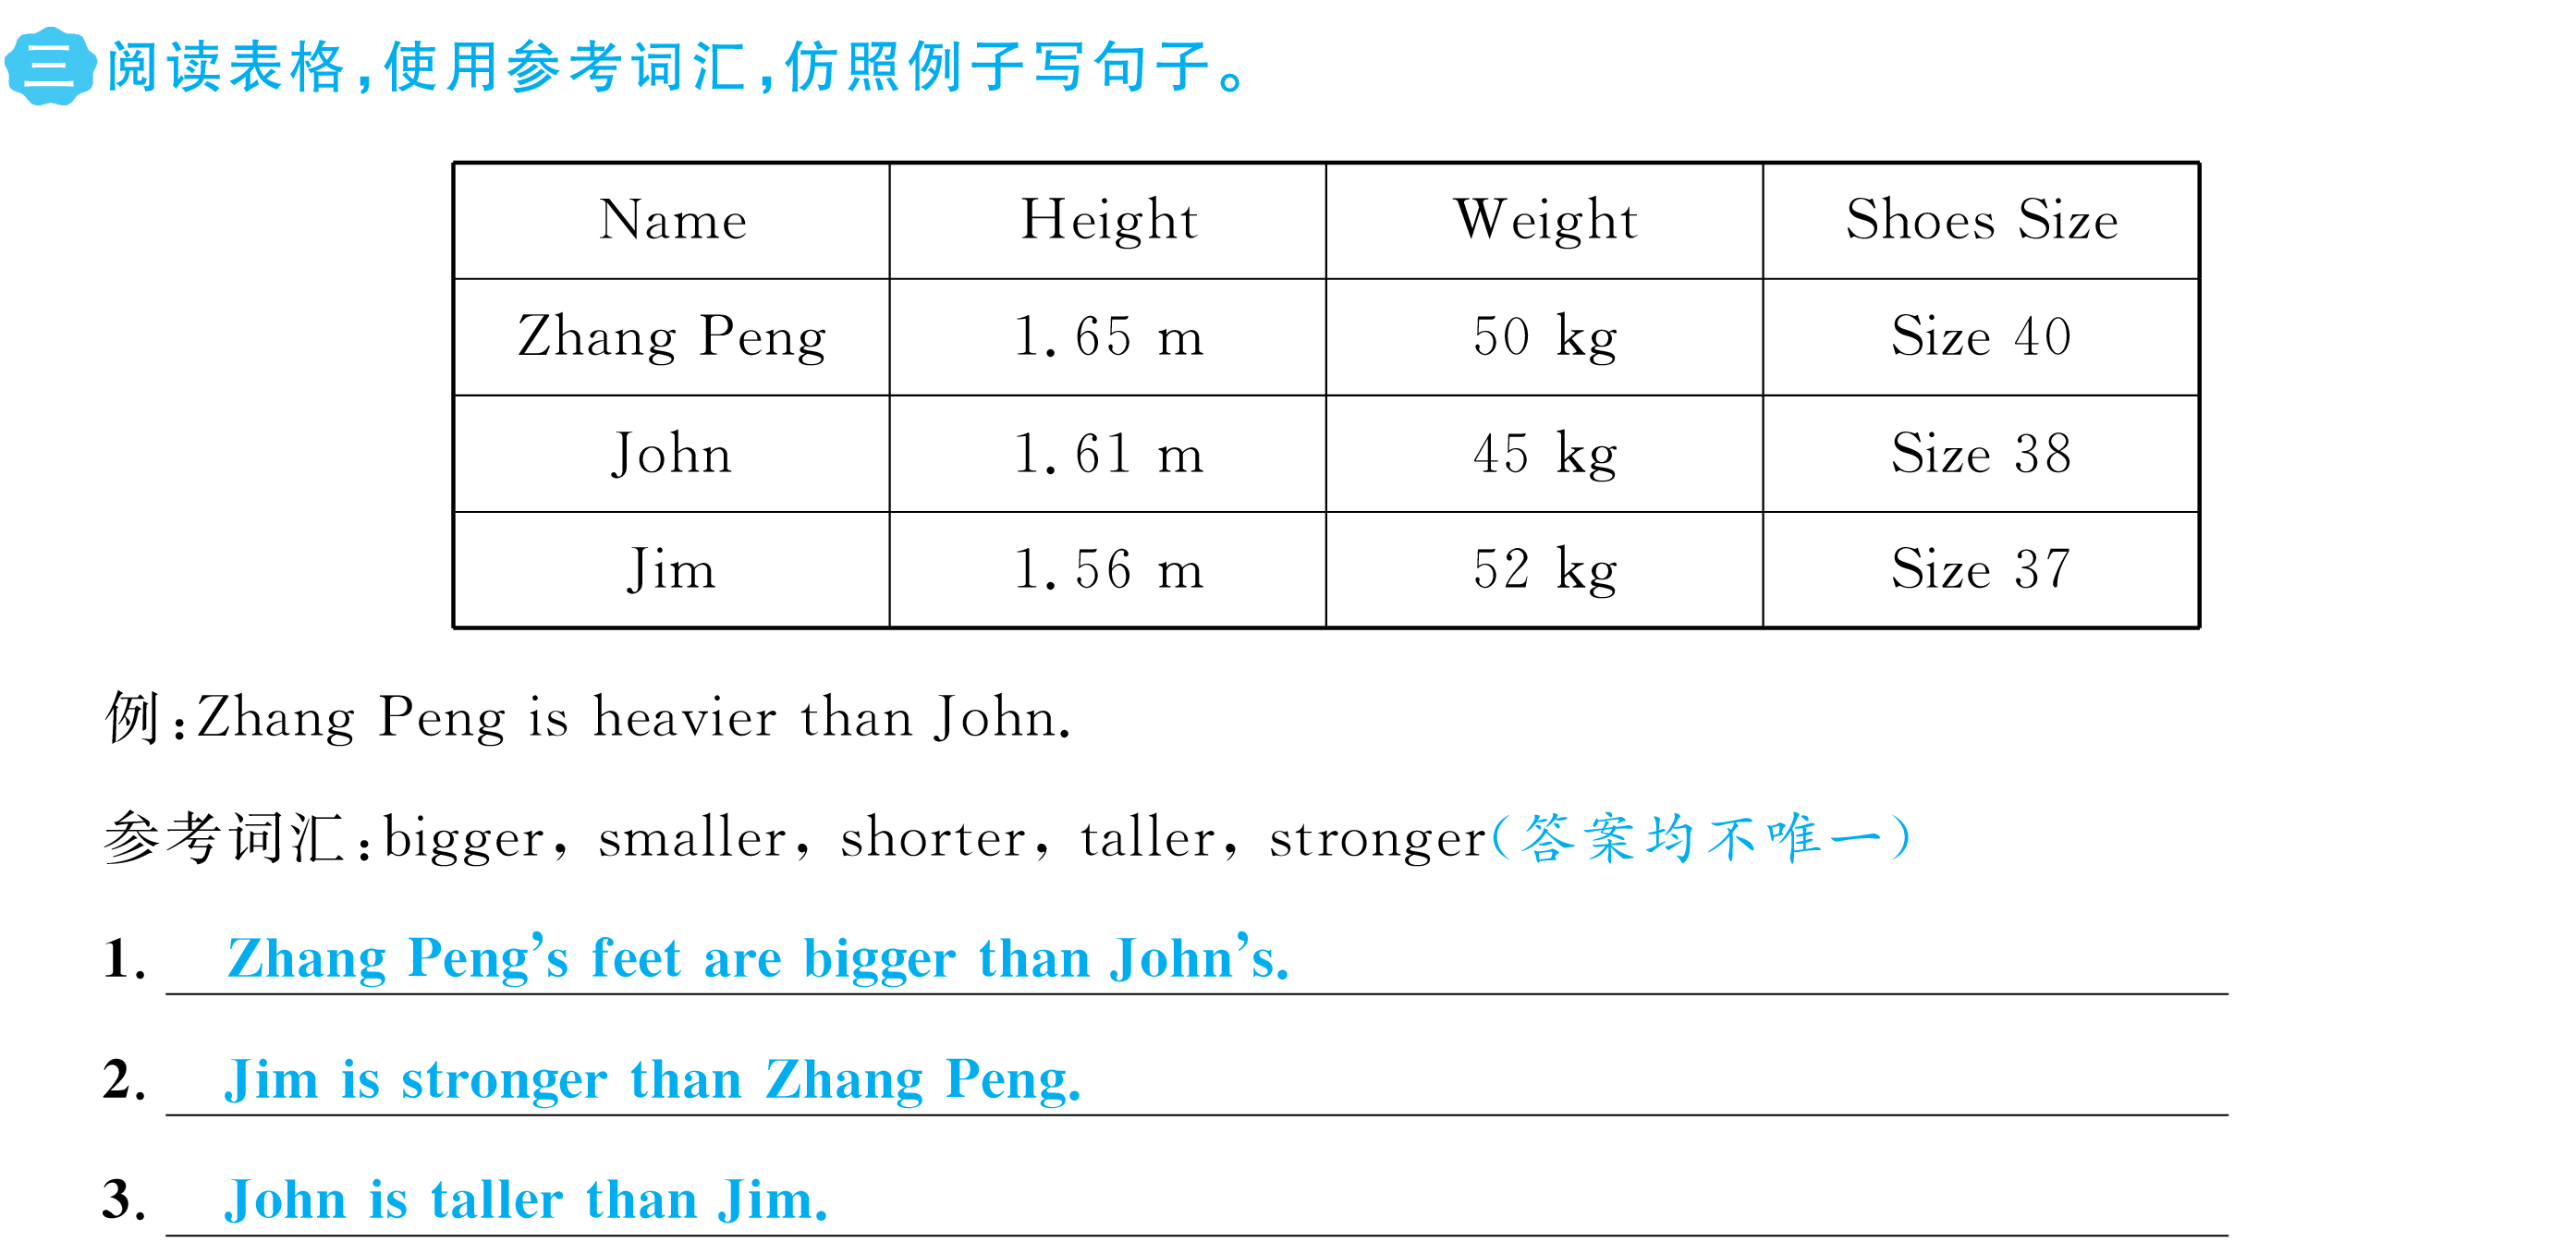 三 阅读表格,使用参考词汇,仿照例子写句子。
Name Height Weight Shoes Size
Zhang Peng 1.65 m 50 kg Size 40
John 1.61 m 45 kg Size 38
Jim 1.56 m 52 kg Size 37
例:Zhang Peng is heavier than John.
参考词汇:bigger, smaller, shorter, taller, stronger(答案均不唯一)
1. Zhang Peng's feet are bigger than John's.
2. Jim is stronger than Zhang Peng.
3. John is taller than Jim.